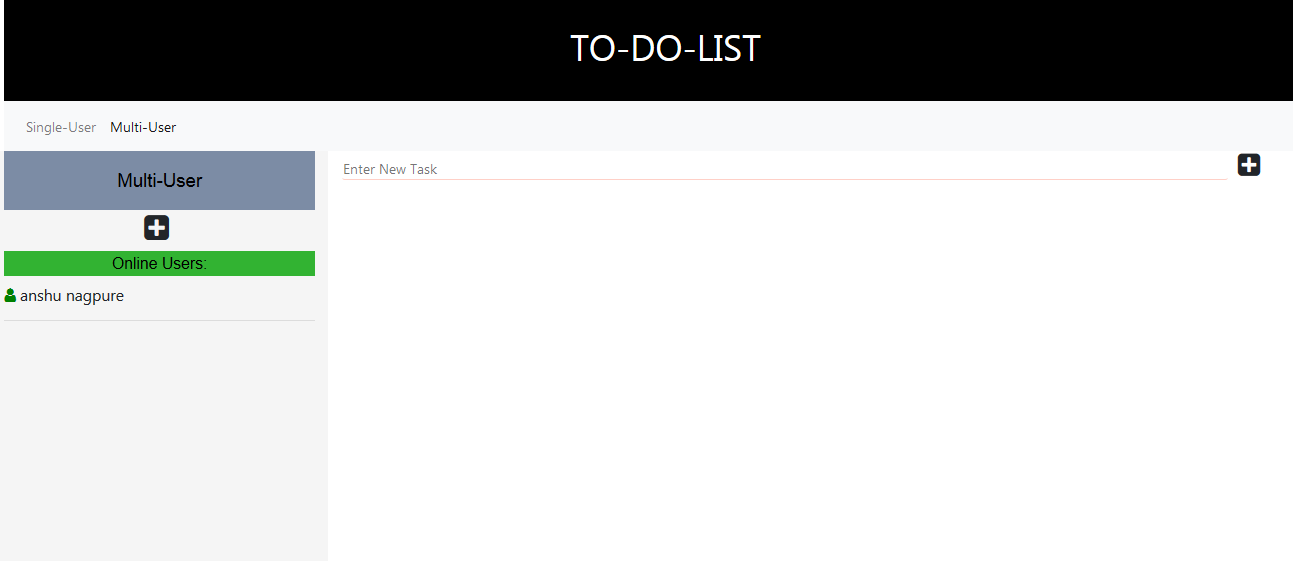 TO-DO-LIST
Single-User Multi-User
Multi-User
Enter New Task
Online Users:
anshu nagpure